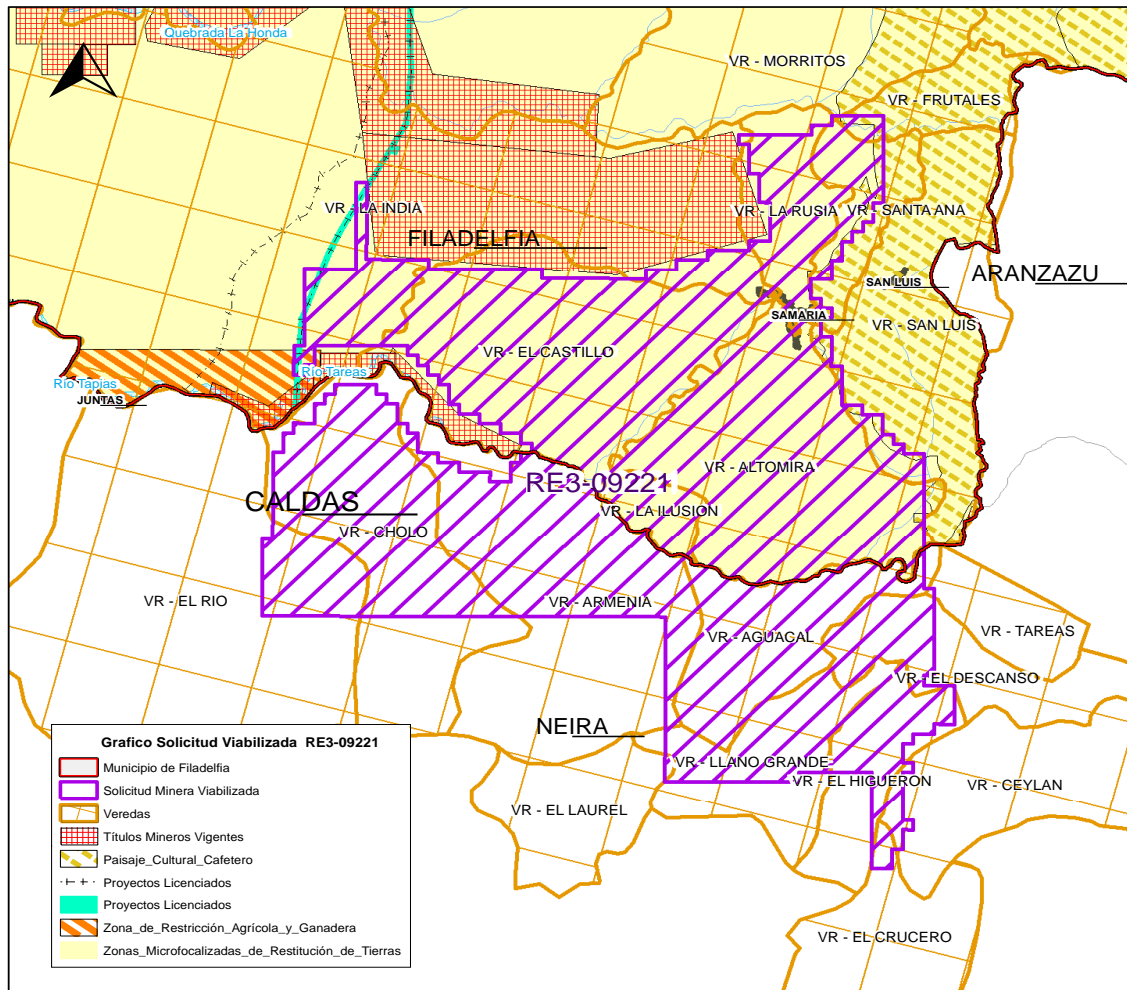 Quebrada La Honda
VR - MORRITOS
VR - FRUTALES
VR - LA INDIA
VR - LA RUSIA
VR - SANTA ANA
FILADELFIA
ARANZAZU
SAN LUIS
SAMARIA
VR - SAN LUIS
VR - EL CASTILLO
Río Tareas
Río Tapias
JUNTAS
VR - ALTOMIRA
RE3-09221
CALDAS
VR - LA ILUSION
VR - CHOLO
VR - EL RIO
VR - ARMENIA
VR - AGUACAL
VR - TAREAS
VR - EL DESCANSO
NEIRA
VR - LLANO GRANDE
VR - EL HIGUERON
VR - CEYLAN
VR - EL LAUREL
VR - EL CRUCERO
Grafico Solicitud Viabilizada RE3-09221
Municipio de Filadelfia
Solicitud Minera Viabilizada
Veredas
Títulos Mineros Vigentes
Paisaje_Cultural_Cafetero
Proyectos Licenciados
Proyectos Licenciados
Zona_de_Restricción_Agrícola_y_Ganadera
Zonas_Microfocalizadas_de_Restitución_de_Tierras